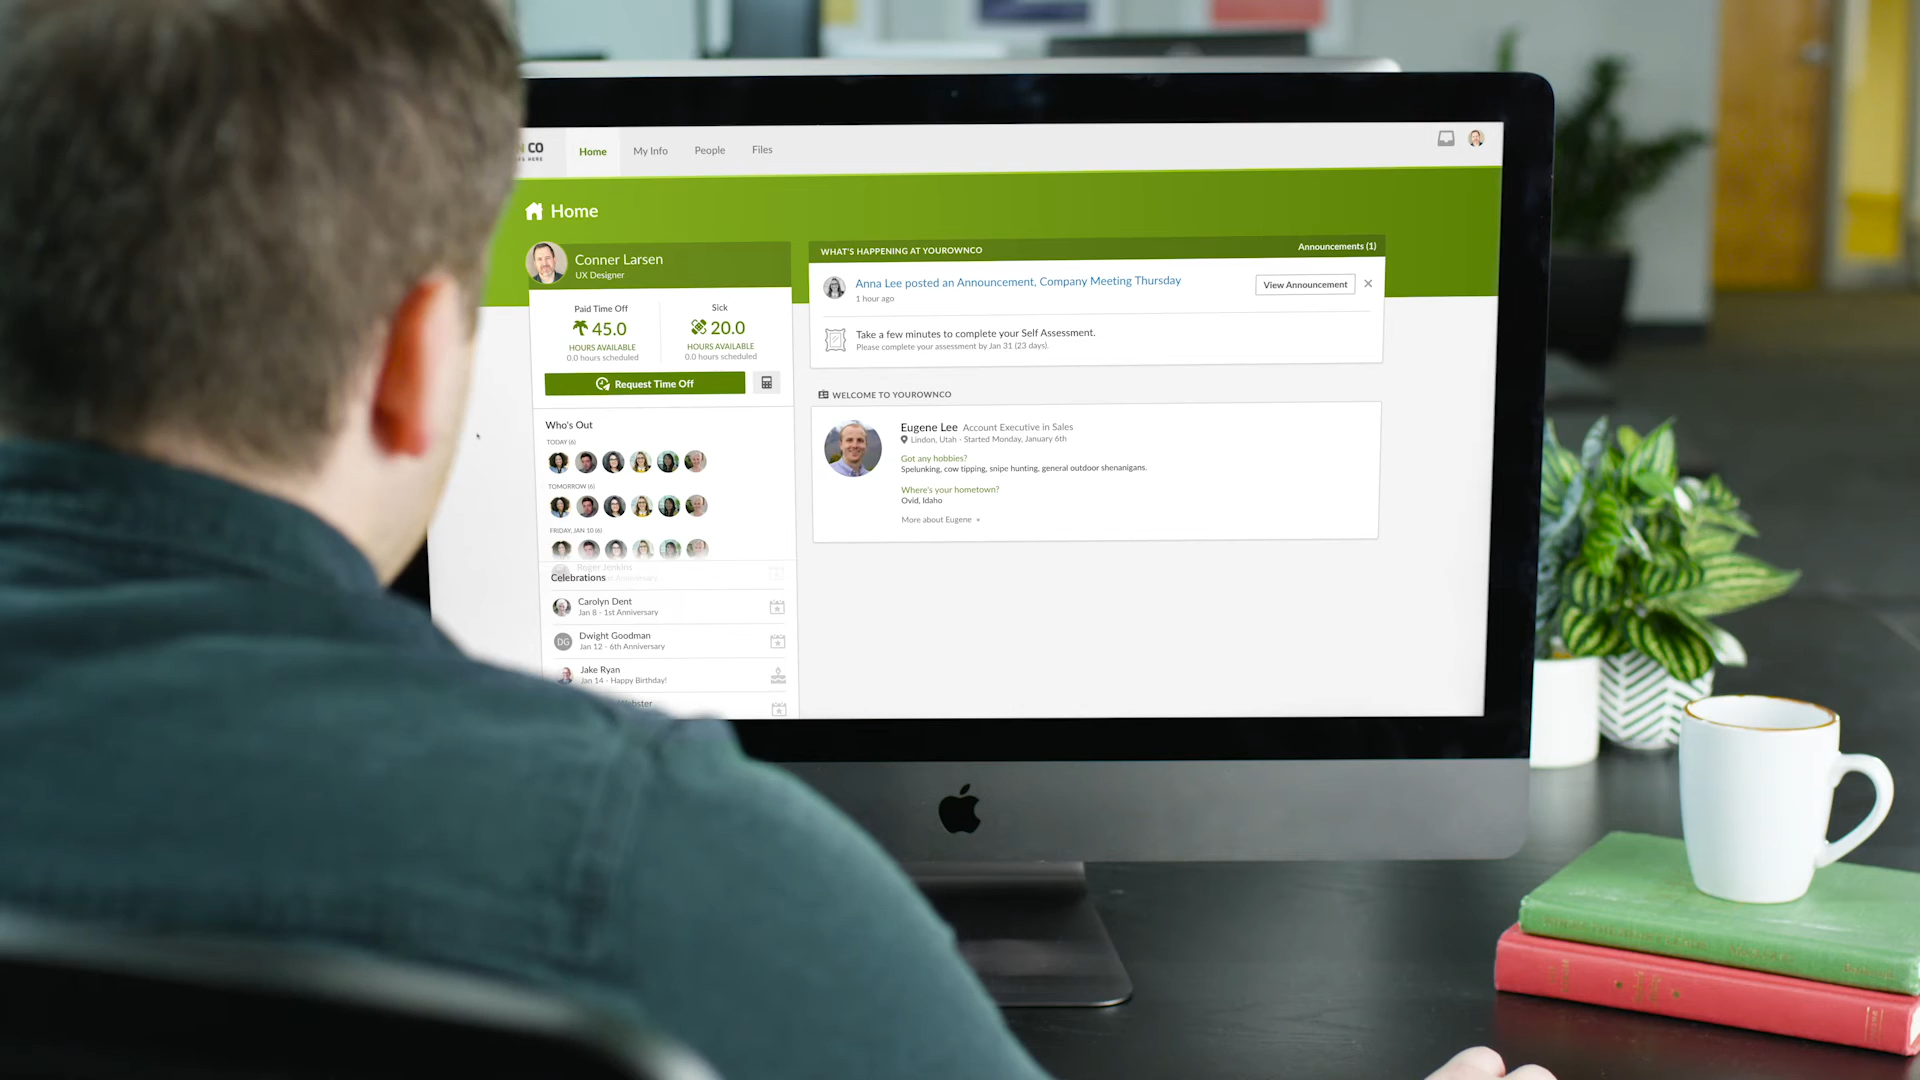 N CO
ES HERE
Home
My Info
People
Files
Home
Conner Larsen
UX Designer
Paid Time Off
45.0
HOURS AVAILABLE
0.0 hours scheduled
Sick
20.0
HOURS AVAILABLE
0.0 hours scheduled
Request Time Off
Who's Out
TODAY (6)
TOMORROW (6)
FRIDAY, JAN 10 (6)
Roger Jenkins
Anniversary
Celebrations
Carolyn Dent
Jan 8 - 1st Anniversary
DG
Dwight Goodman
Jan 12 - 6th Anniversary
Jake Ryan
Jan 14 - Happy Birthday!
WHAT'S HAPPENING AT YOUROWNCO
Announcements (1)
Anna Lee posted an Announcement, Company Meeting Thursday
1 hour ago
View Announcement
Take a few minutes to complete your Self Assessment.
Please complete your assessment by Jan 31 (23 days).
WELCOME TO YOUROWNCO
Eugene Lee Account Executive in Sales
Lindon, Utah · Started Monday, January 6th
Got any hobbies?
Spelunking, cow tipping, snipe hunting, general outdoor shenanigans.
Where's your hometown?
Ovid, Idaho
More about Eugene